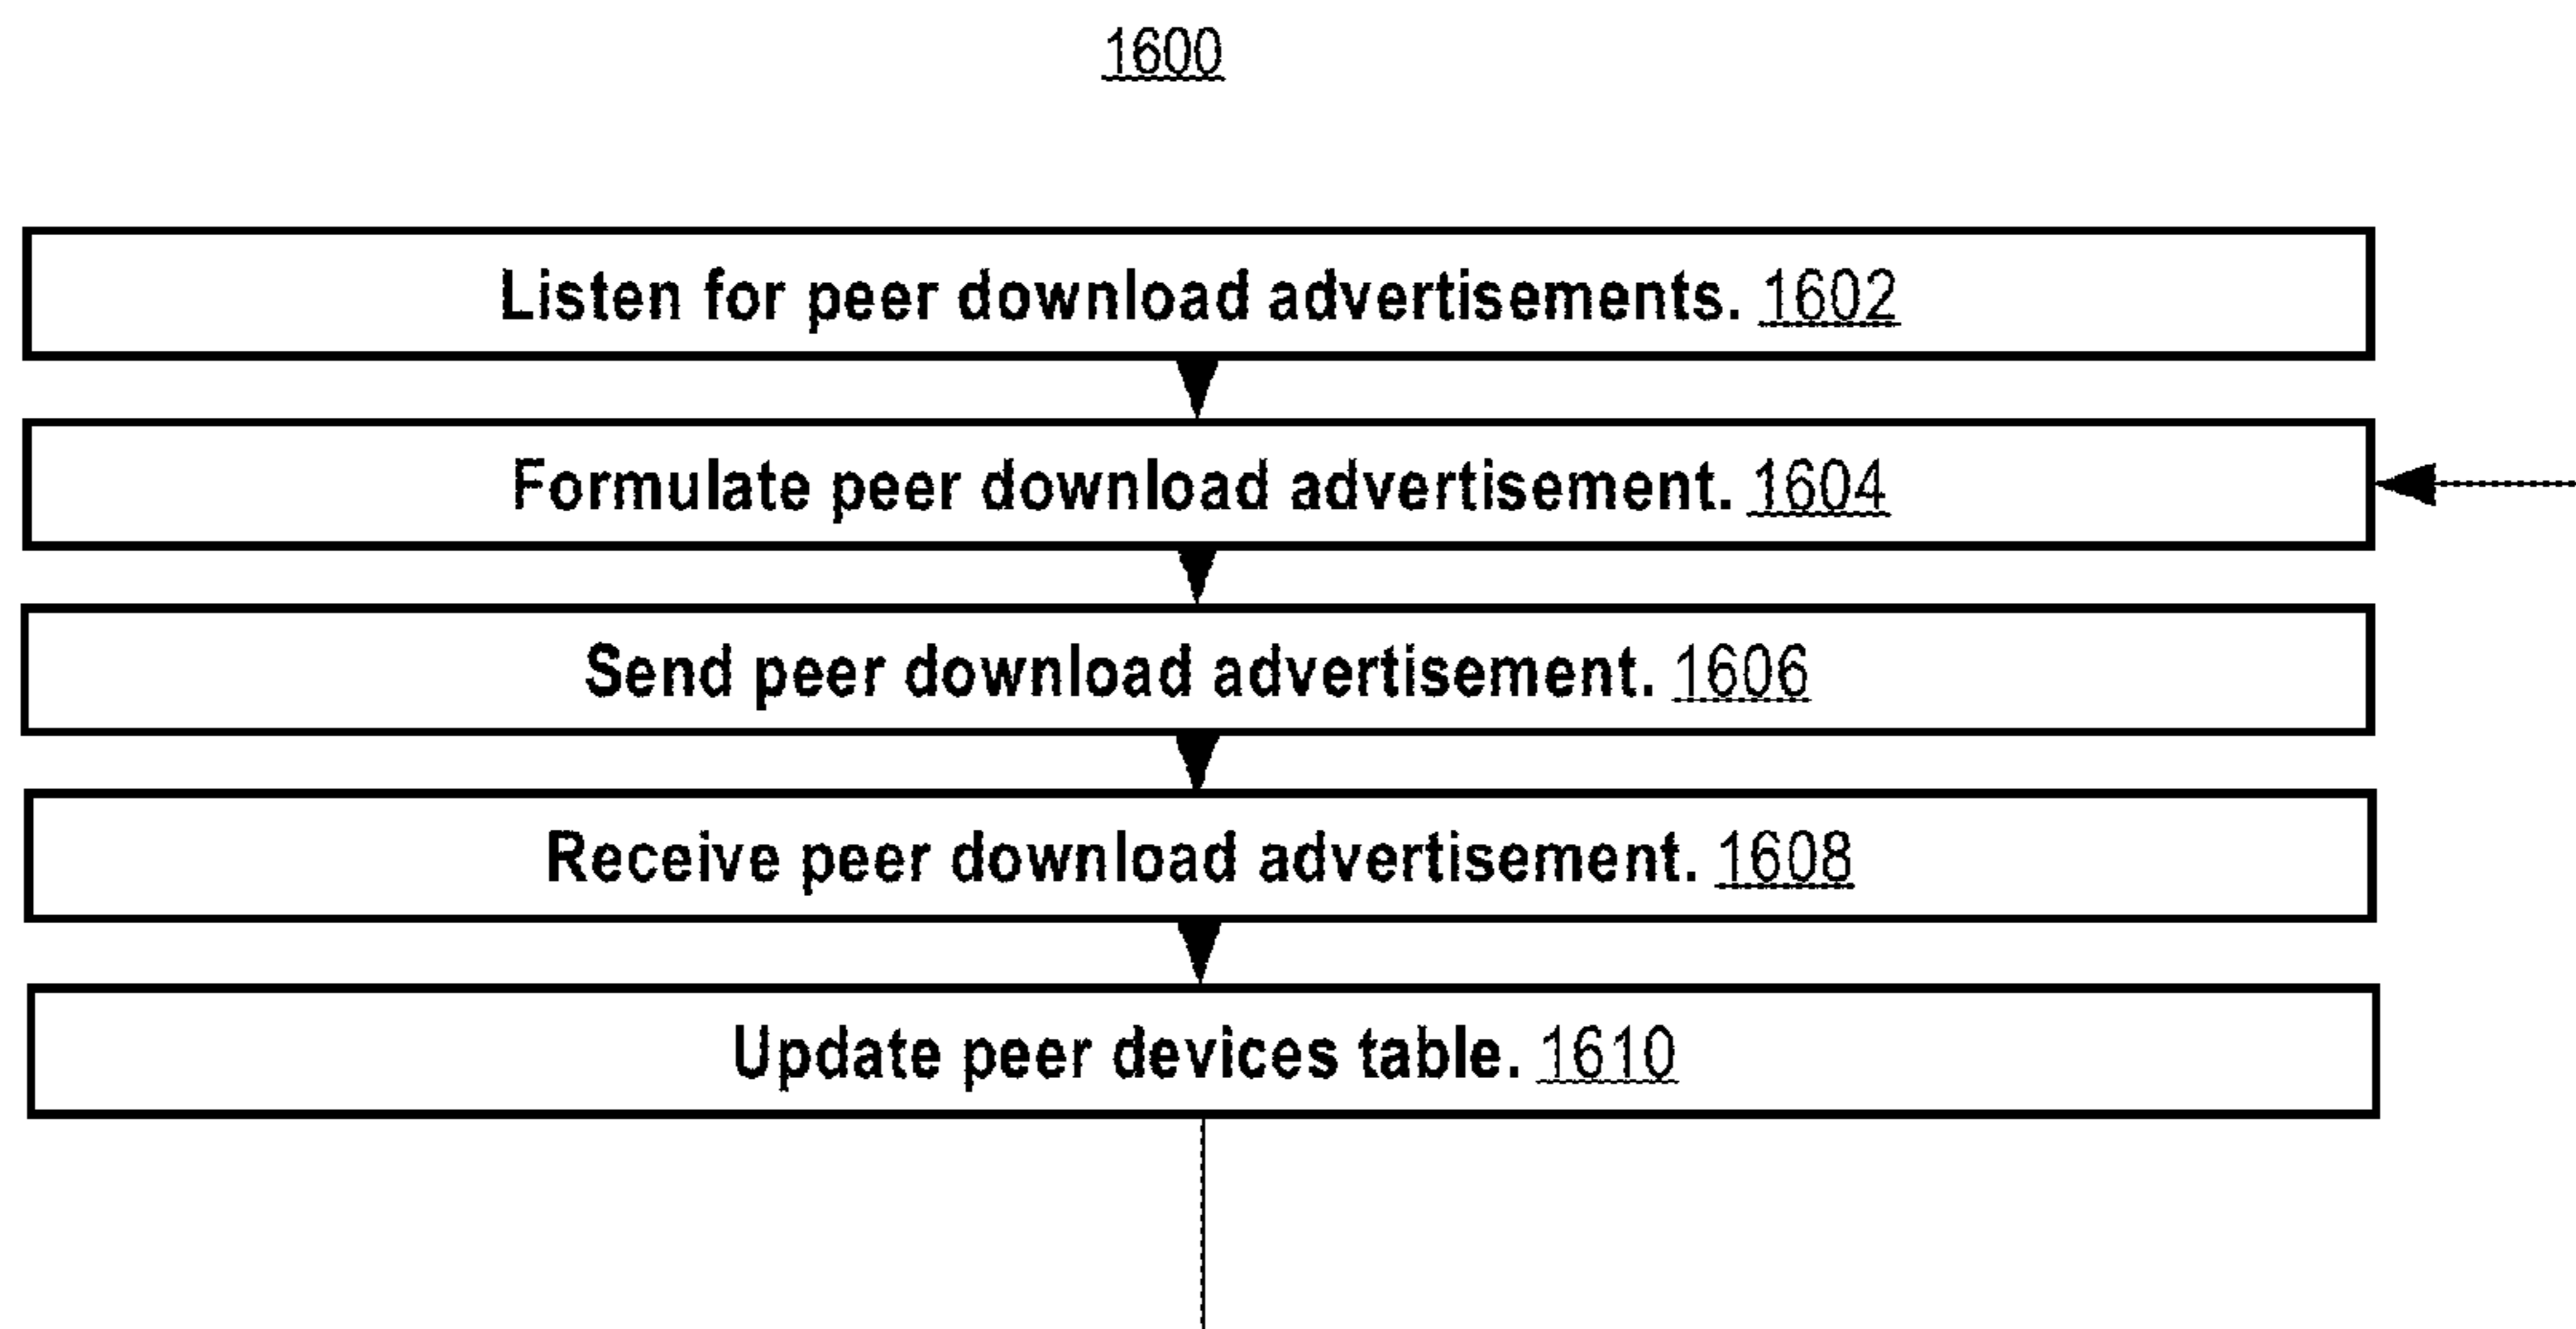 1600
Listen for peer download advertisements. 1602
Formulate peer download advertisement. 1604
Send peer download advertisement. 1606
Receive peer download advertisement. 1608
Update peer devices table. 1610